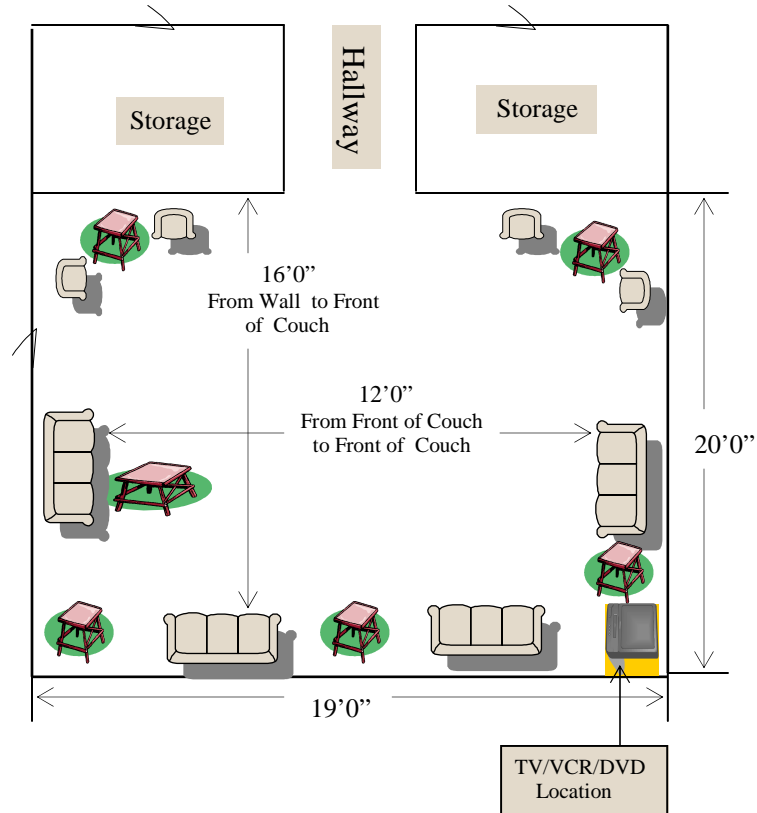 Hallway
Storage
Storage
16’0”
From Wall to Front
of Couch
12’0”
From Front of Couch
to Front of Couch
20’0”
19’0”
TV/VCR/DVD
Location